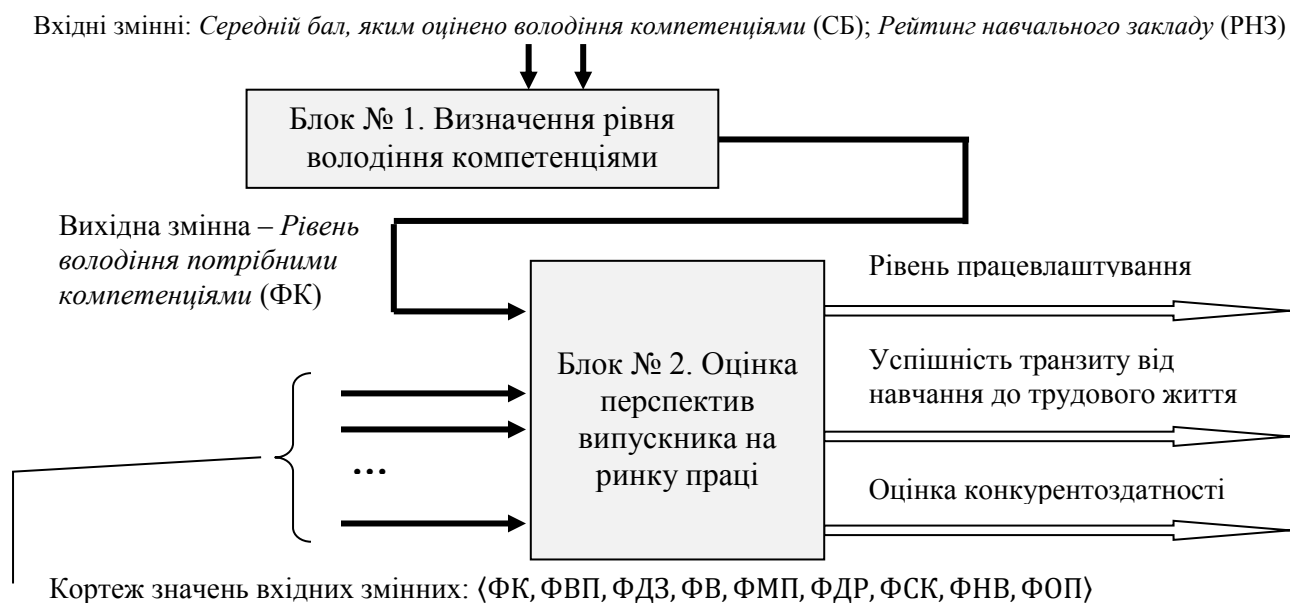 Вхідні змінні: Середній бал, яким оцінено володіння компетенціями (СБ); Рейтинг навчального закладу (РНЗ)
Блок № 1. Визначення рівня
володіння компетенціями
Вихідна змінна – Рівень
володіння потрібними
компетенціями (ФК)
Рівень працевлаштування
Блок № 2. Оцінка
перспектив
випускника на
ринку праці
Успішність транзиту від
навчання до трудового життя
...
Оцінка конкурентоздатності
Кортеж значень вхідних змінних: ⟨ФК, ФВП, ФДЗ, ФВ, ФМП, ФДР, ФСК, ФНВ, ФОП⟩